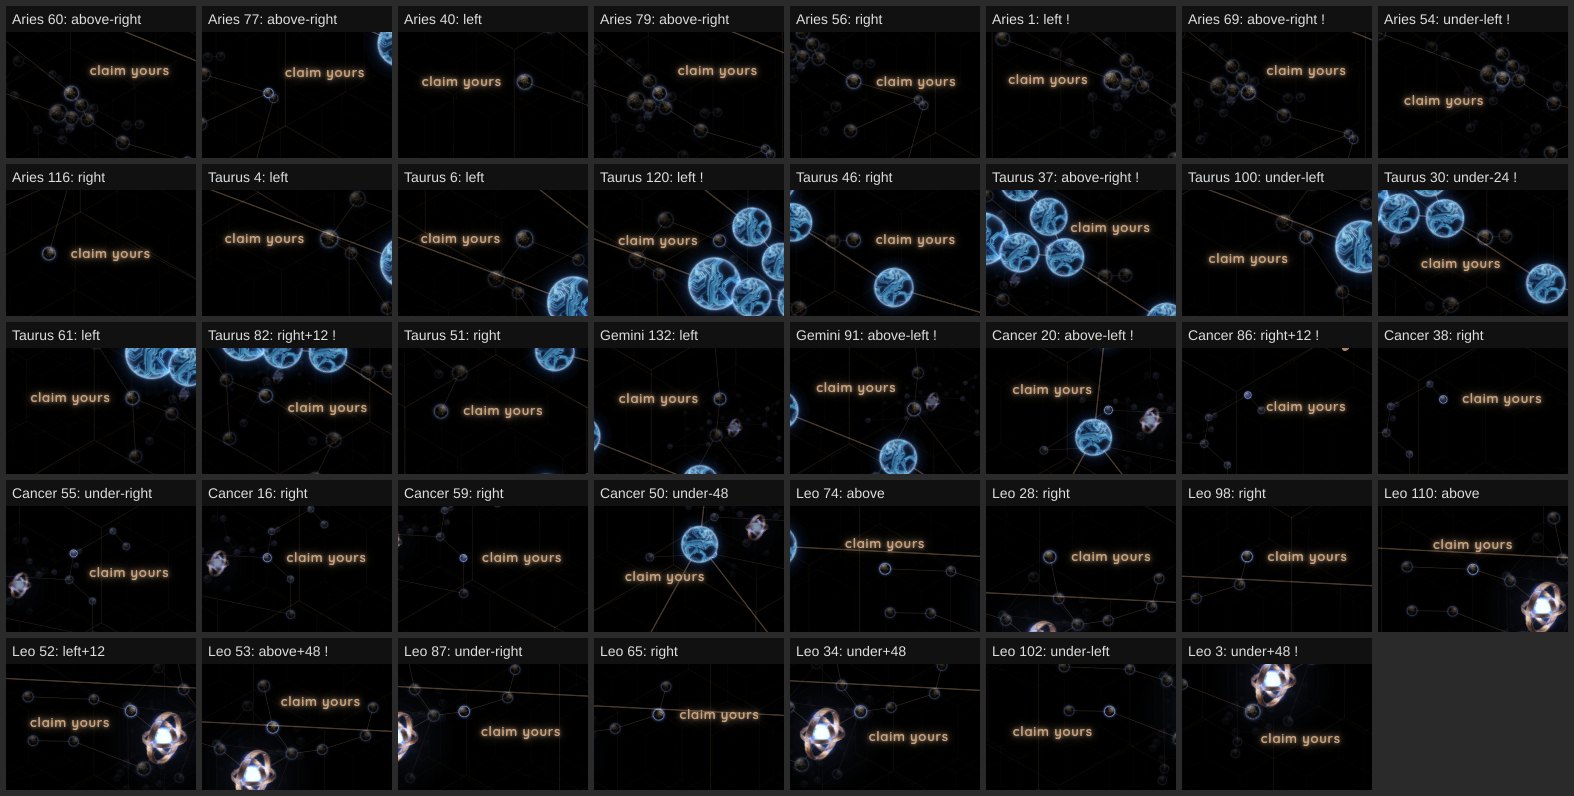 Aries 60: above-right
claim yours
Aries 77: above-right
claim yours
Aries 40: left
claim yours
Aries 79: above-right
claim yours
Aries 56: right
claim yours
Aries 1: left !
claim yours
Aries 69: above-right !
claim yours
Aries 54: under-left !
claim yours
Aries 116: right
claim yours
Taurus 4: left
claim yours
Taurus 6: left
claim yours
Taurus 120: left !
claim yours
Taurus 46: right
claim yours
Taurus 37: above-right !
claim yours
Taurus 100: under-left
claim yours
Taurus 30: under-24 !
claim yours
Taurus 61: left
claim yours
Taurus 82: right+12 !
claim yours
Taurus 51: right
claim yours
Gemini 132: left
claim yours
Gemini 91: above-left !
claim yours
Cancer 20: above-left !
claim yours
Cancer 86: right+12 !
claim yours
Cancer 38: right
claim yours
Cancer 55: under-right
claim yours
Cancer 16: right
claim yours
Cancer 59: right
claim yours
Cancer 50: under-48
claim yours
Leo 74: above
claim yours
Leo 28: right
claim yours
Leo 98: right
claim yours
Leo 110: above
claim yours
Leo 52: left+12
claim yours
Leo 53: above+48 !
claim yours
Leo 87: under-right
claim yours
Leo 65: right
claim yours
Leo 34: under+48
claim yours
Leo 102: under-left
claim yours
Leo 3: under+48 !
claim yours